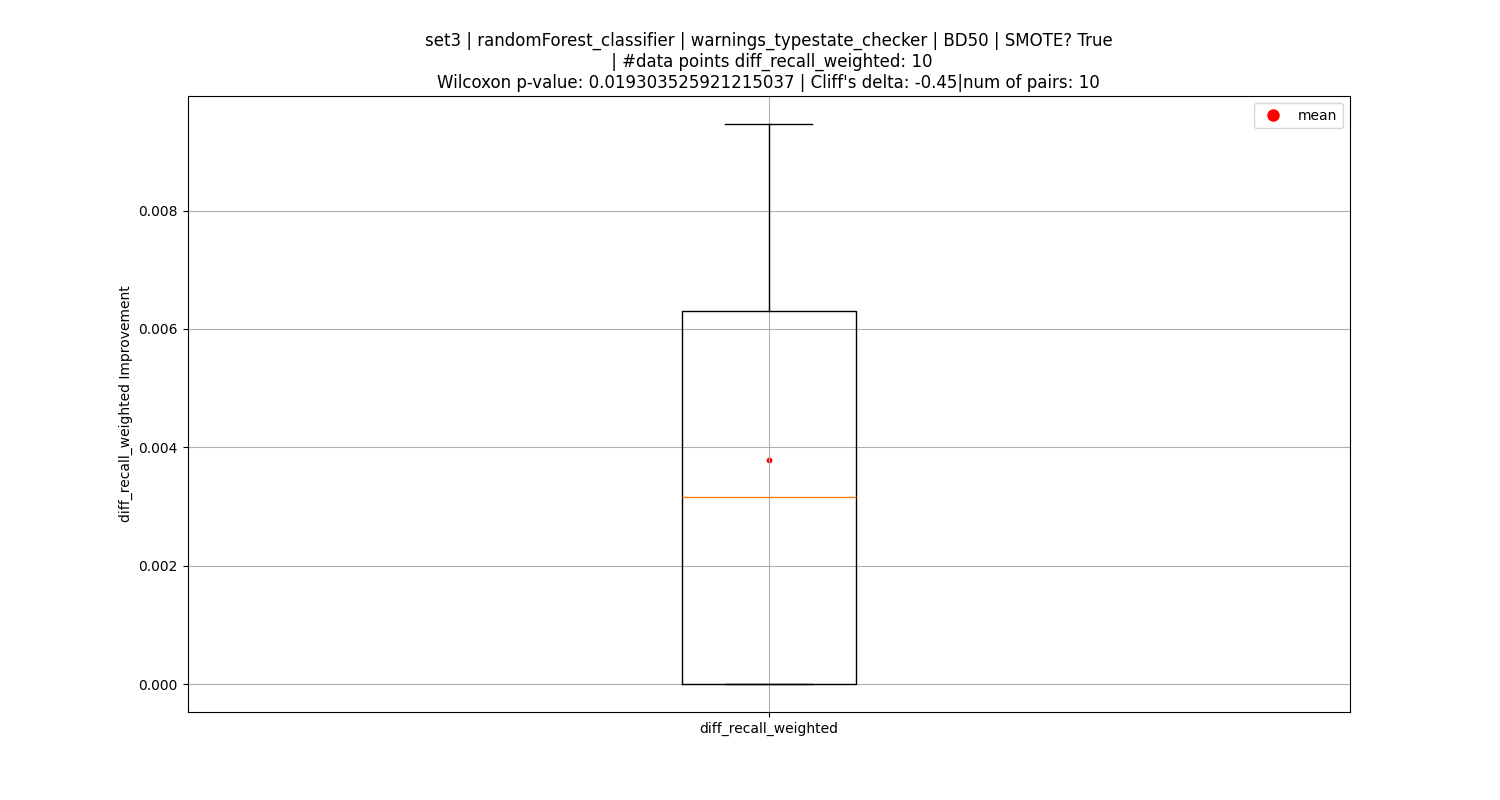 set3 | randomForest_classifier | warnings_typestate_checker | BD50 | SMOTE? True
| #data points diff_recall_weighted: 10
Wilcoxon p-value: 0.019303525921215037 | Cliff's delta: -0.45|num of pairs: 10
mean
0.008
0.006
0.004
0.002
0.000
diff_recall_weighted Improvement
diff_recall_weighted